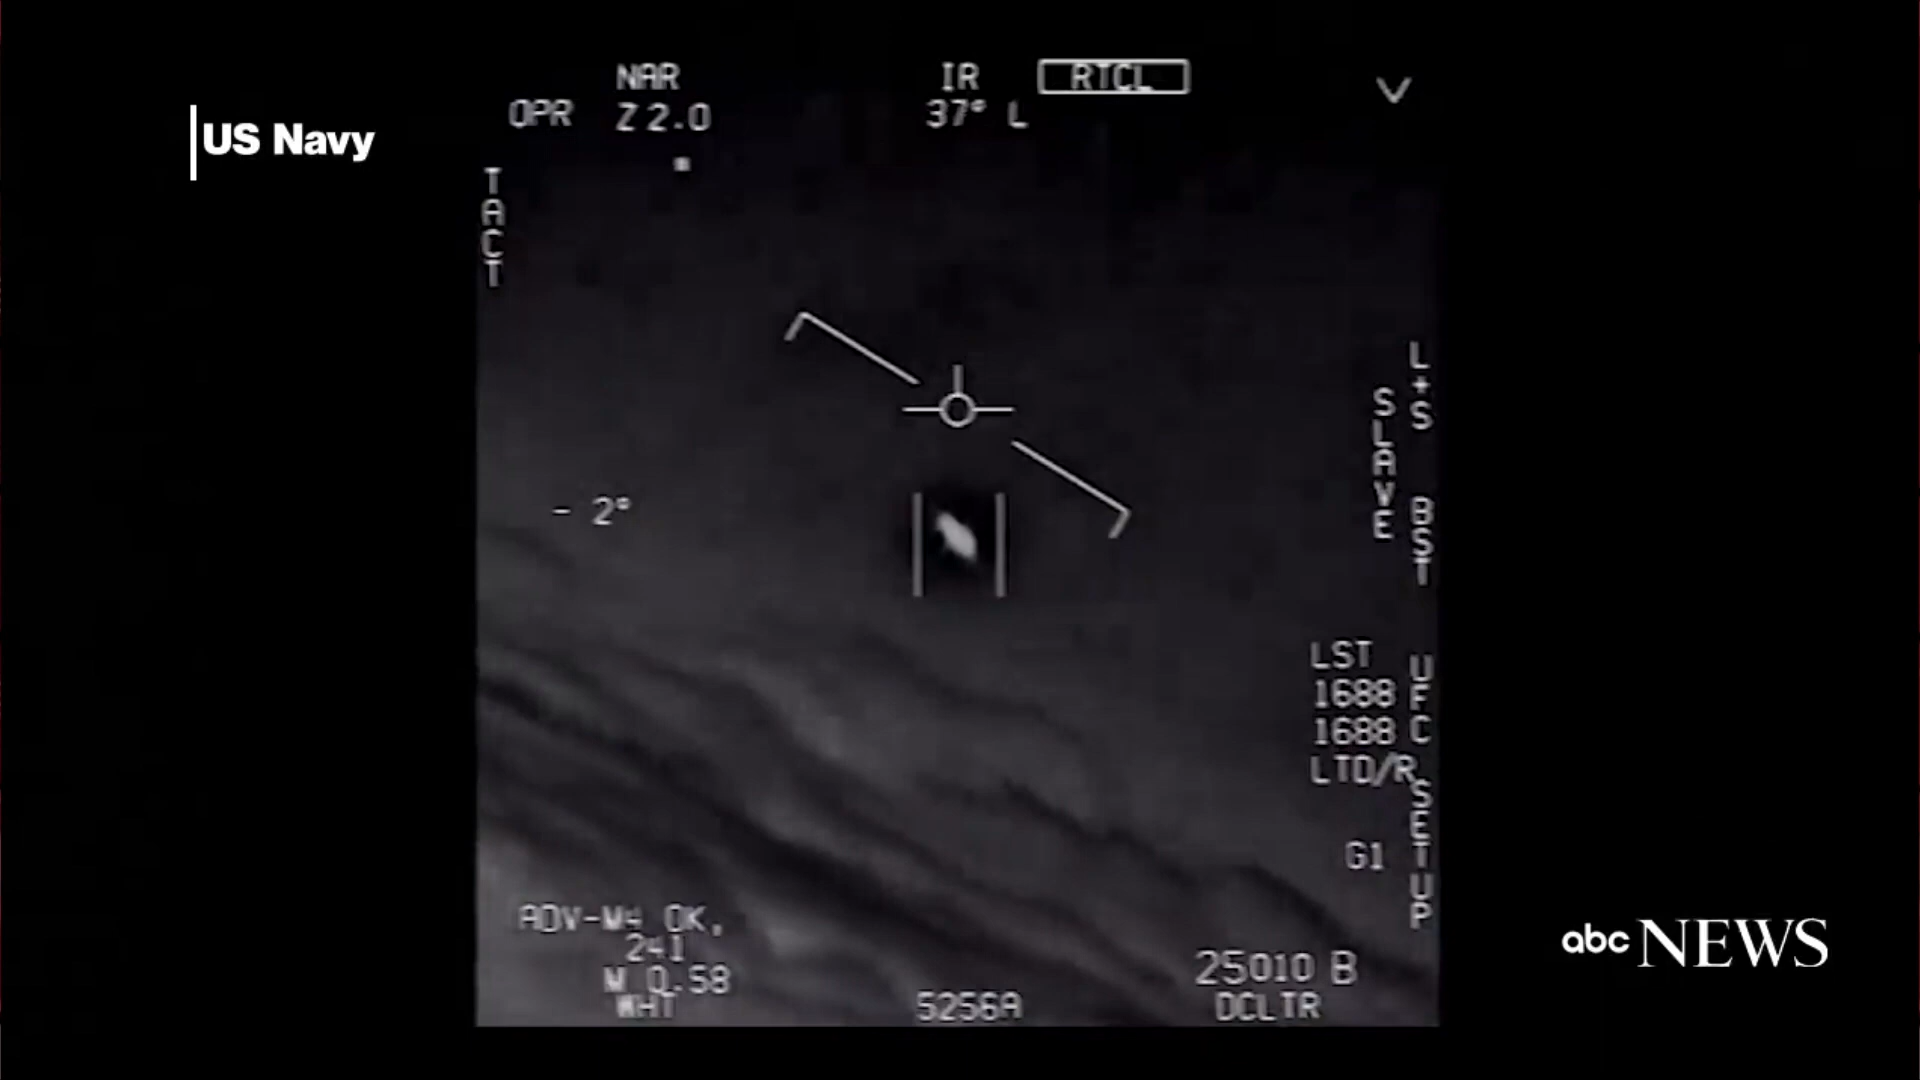 NAR
IR
RTCL
OPR
Z 2.0
37° L
US Navy
TACT
- 2°
L+S
SLAVE
BST
LST
1688
1688
LTD/R
UFC
SETUP
G1
ADV-M4 OK,
241
M 0.58
WHT
5256A
25010 B
DCLTR
abc NEWS